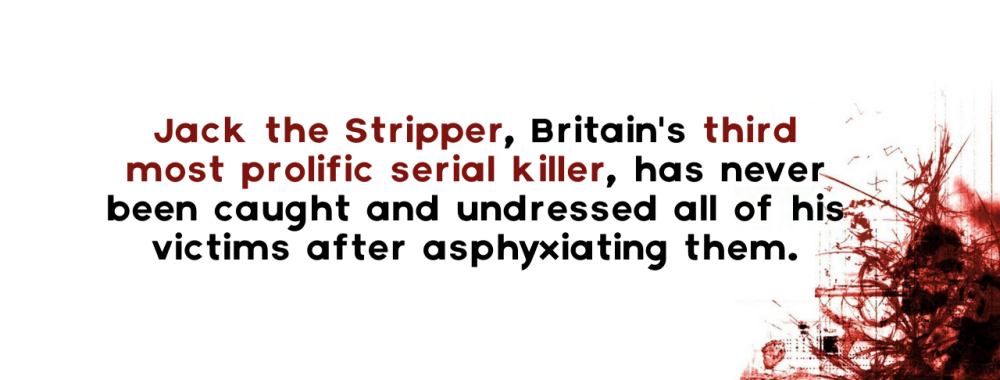 Jack the Stripper, Britain's third
most prolific serial killer, has never
been caught and undressed all of his
victims after asphyxiating them.